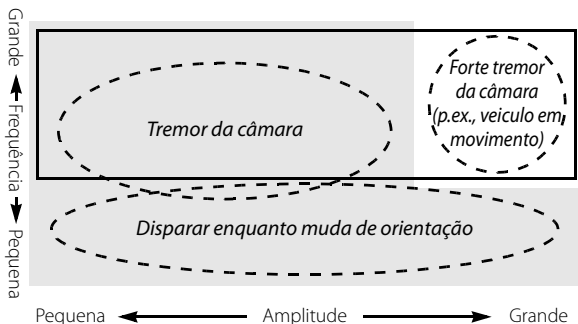 Grande
Frequência
Pequena
Tremor da câmara
Forte tremor
da câmara
(p.ex., veiculo em
movimento)
Disparar enquanto muda de orientação
Pequena
Amplitude
Grande